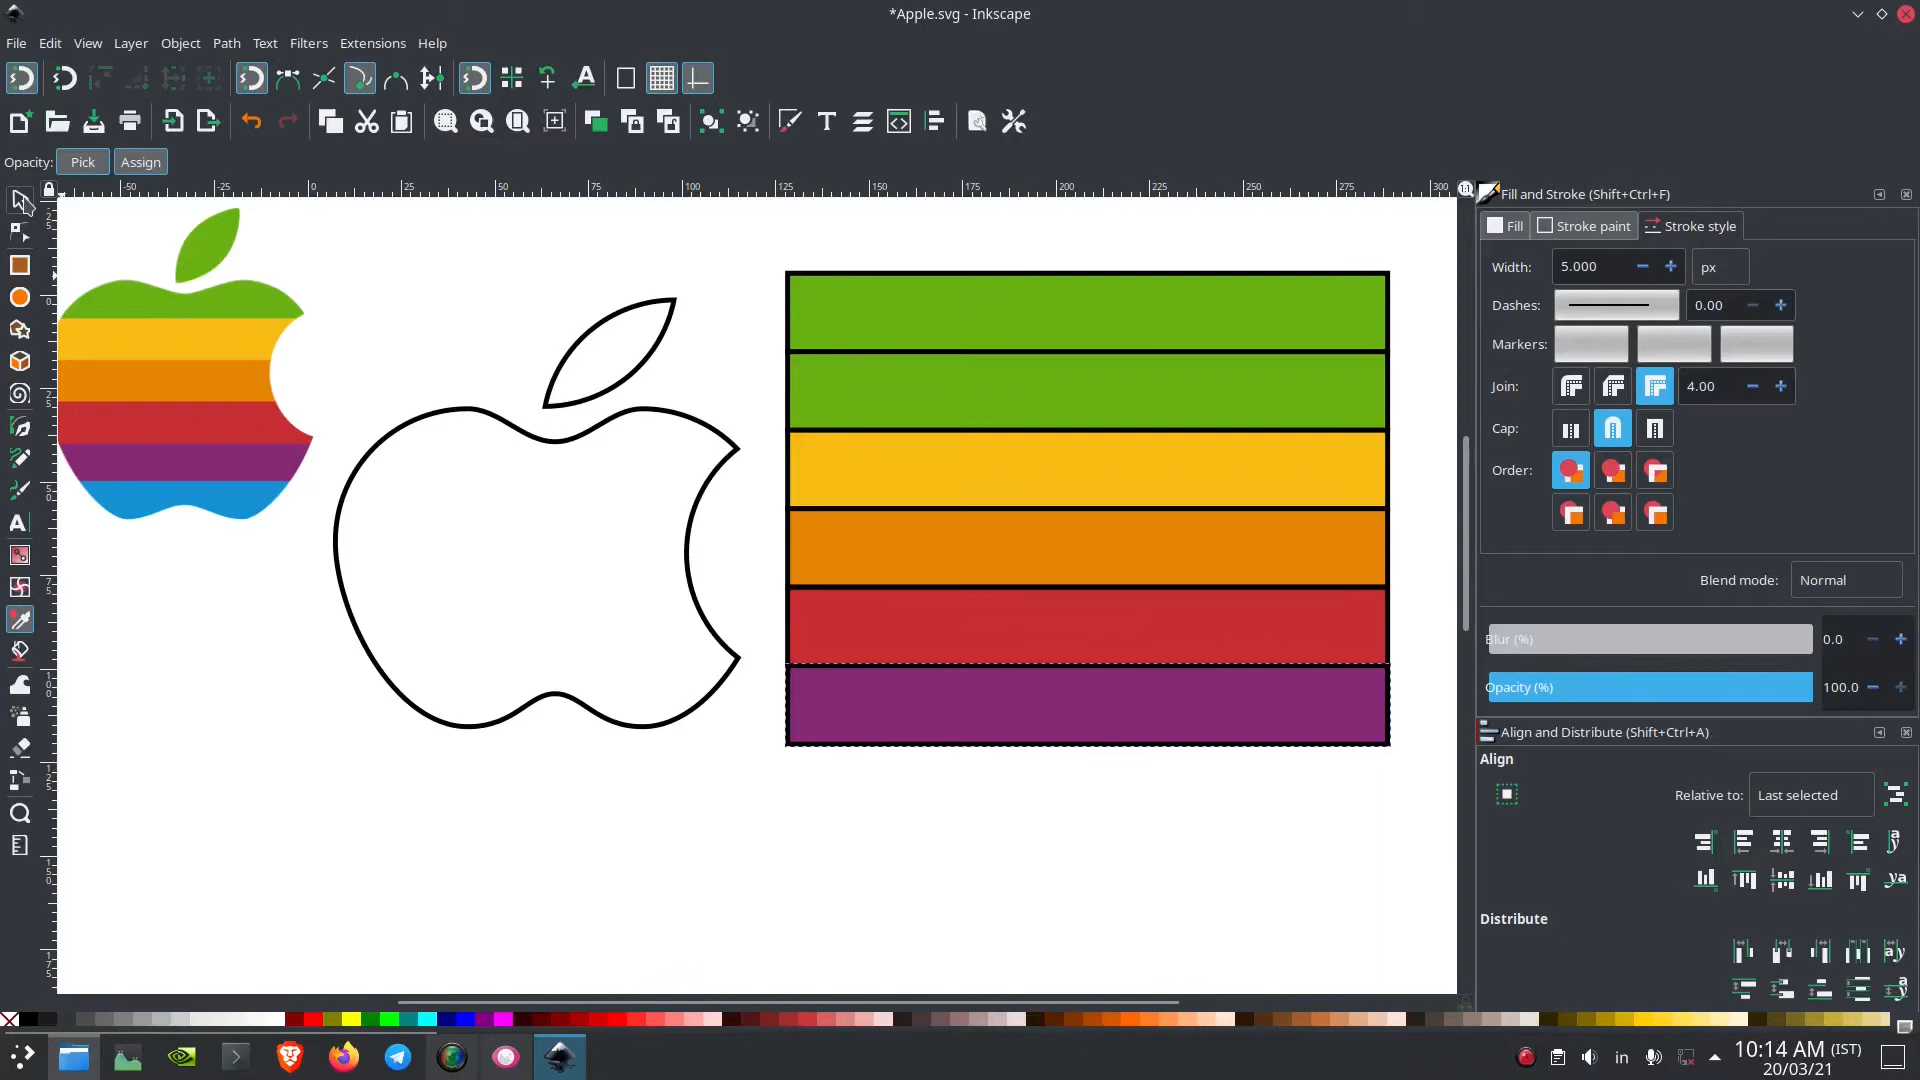 *Apple.svg - Inkscape
File Edit View Layer Object Path Text Filters Extensions Help
Opacity: Pick Assign
-50 -25 0 25 50 75 100 125 150 175 200 225 250 275 300
1:1
Fill and Stroke (Shift+Ctrl+F)
Fill Stroke paint Stroke style
Width: 5.000 px
Dashes: 0.00
Markers:
Join: 4.00
Cap:
Order:
Blend mode: Normal
Blur (%) 0.0
Opacity (%) 100.0
Align and Distribute (Shift+Ctrl+A)
Align
Relative to: Last selected
Distribute
in
10:14 AM (IST)
20/03/21